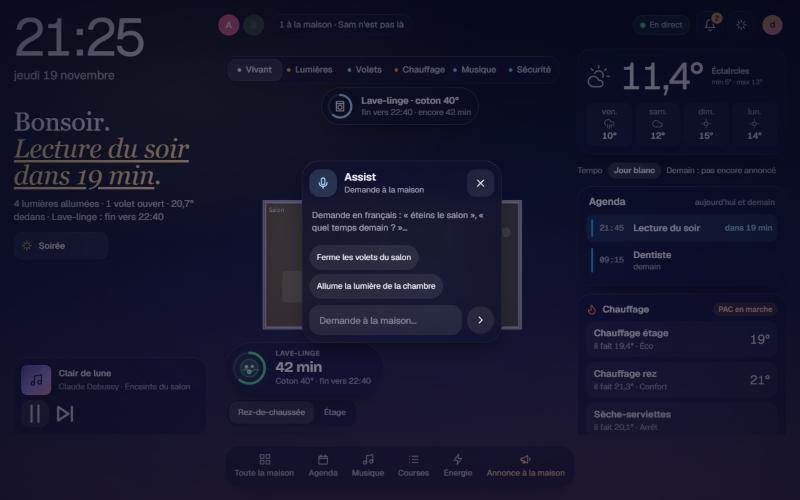 21:25
jeudi 19 novembre
Bonsoir.
Lecture du soir
dans 19 min.
4 lumières allumées · 1 volet ouvert · 20,7°
dedans · Lave-linge : fin vers 22:40
Soirée
Clair de lune
Claude Debussy · Enceinte du salon
A
1 à la maison · Sam n'est pas là
Vivant
Lumières
Volets
Chauffage
Musique
Sécurité
Lave-linge · coton 40°
fin vers 22:40 · encore 42 min
Salon
Assist
Demande à la maison
Demande en français : « éteins le salon », «
quel temps demain ? »…
Ferme les volets du salon
Allume la lumière de la chambre
Demande à la maison…
LAVE-LINGE
42 min
Coton 40° · fin vers 22:40
Rez-de-chaussée
Étage
Toute la maison
Agenda
Musique
Courses
Énergie
Annonce à la maison
En direct
2
d
11,4°
Éclaircies
min 5° · max 13°
ven.
sam.
dim.
lun.
10°
12°
15°
14°
Tempo
Jour blanc
Demain : pas encore annoncé
Agenda
aujourd'hui et demain
21:45
Lecture du soir
dans 19 min
09:15
Dentiste
demain
Chauffage
PAC en marche
Chauffage étage
il fait 19,4° · Éco
19°
Chauffage rez
il fait 21,3° · Confort
21°
Sèche-serviettes
il fait 20,1° · Arrêt